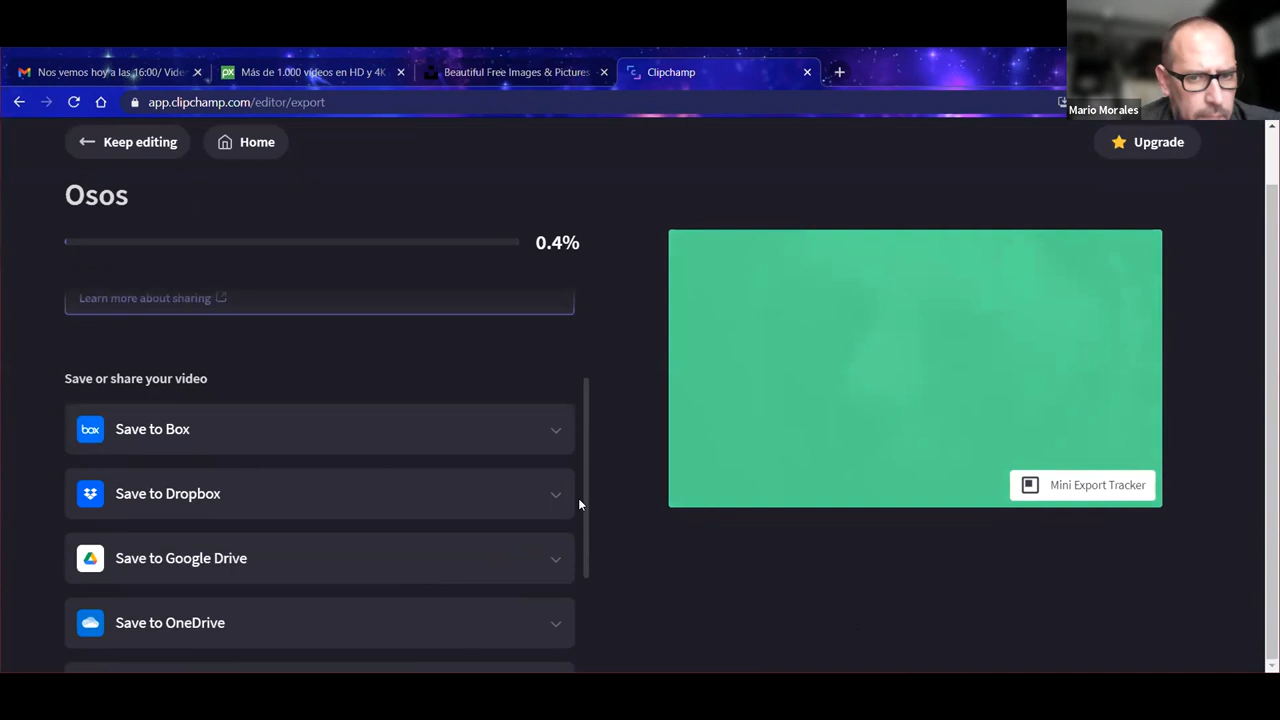 Nos vemos hoy a las 16:00/ Vide
Más de 1.000 vídeos en HD y 4K
Beautiful Free Images & Pictures
Clipchamp
app.clipchamp.com/editor/export
Mario Morales
Keep editing
Home
Upgrade
Osos
0.4%
Learn more about sharing
Save or share your video
box
Save to Box
Save to Dropbox
Save to Google Drive
Save to OneDrive
Mini Export Tracker